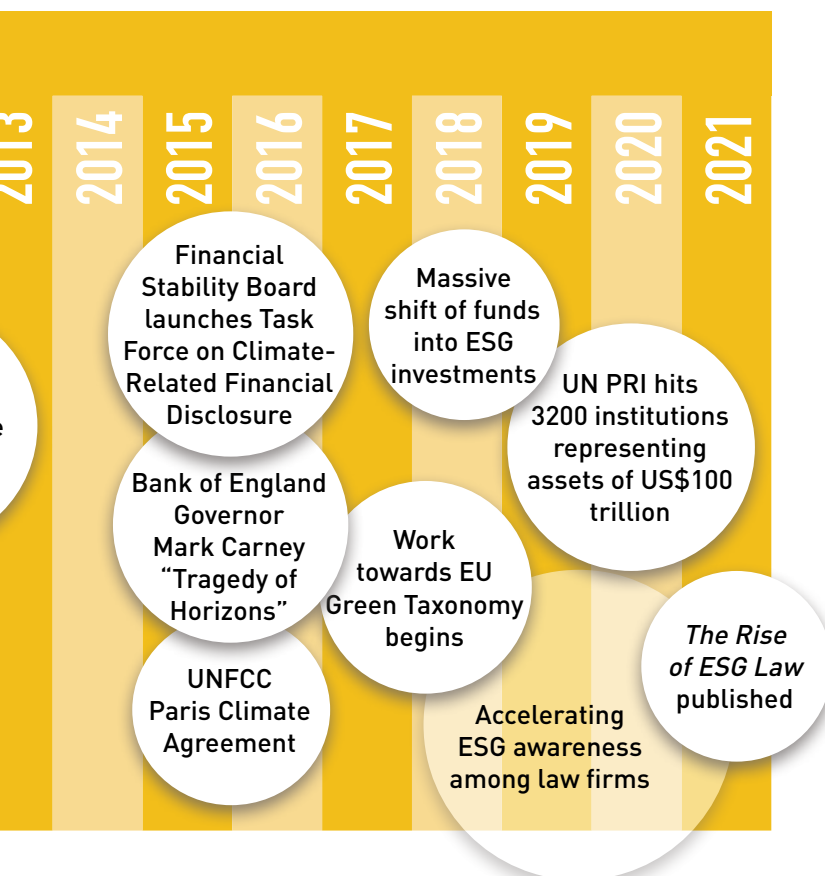 2013
2014
2015
2016
2017
2018
2019
2020
2021
Financial
Stability Board
launches Task
Force on Climate-
Related Financial
Disclosure
Massive
shift of funds
into ESG
investments
UN PRI hits
3200 institutions
representing
assets of US$100
trillion
Bank of England
Governor
Mark Carney
“Tragedy of
Horizons”
Work
towards EU
Green Taxonomy
begins
UNFCC
Paris Climate
Agreement
Accelerating
ESG awareness
among law firms
The Rise
of ESG Law
published